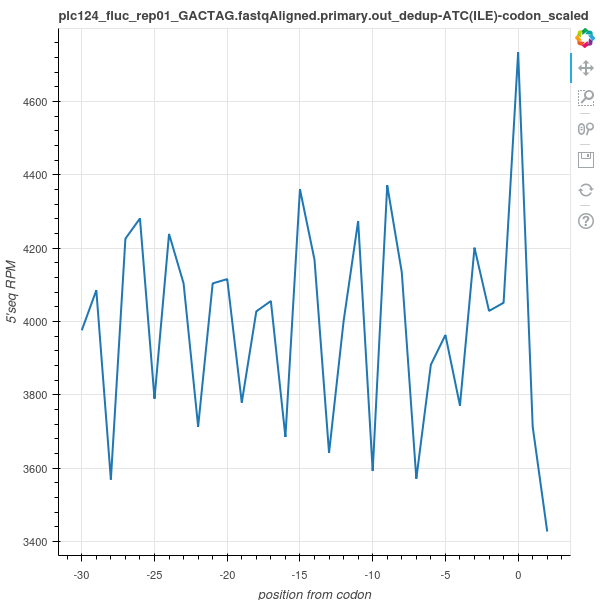 plc124_fluc_rep01_GACTAG.fastqAligned.primary.out_dedup-ATC(ILE)-codon_scaled
4600
4400
4200
4000
3800
3600
3400
5'seq RPM
-30 -25 -20 -15 -10 -5 0
position from codon